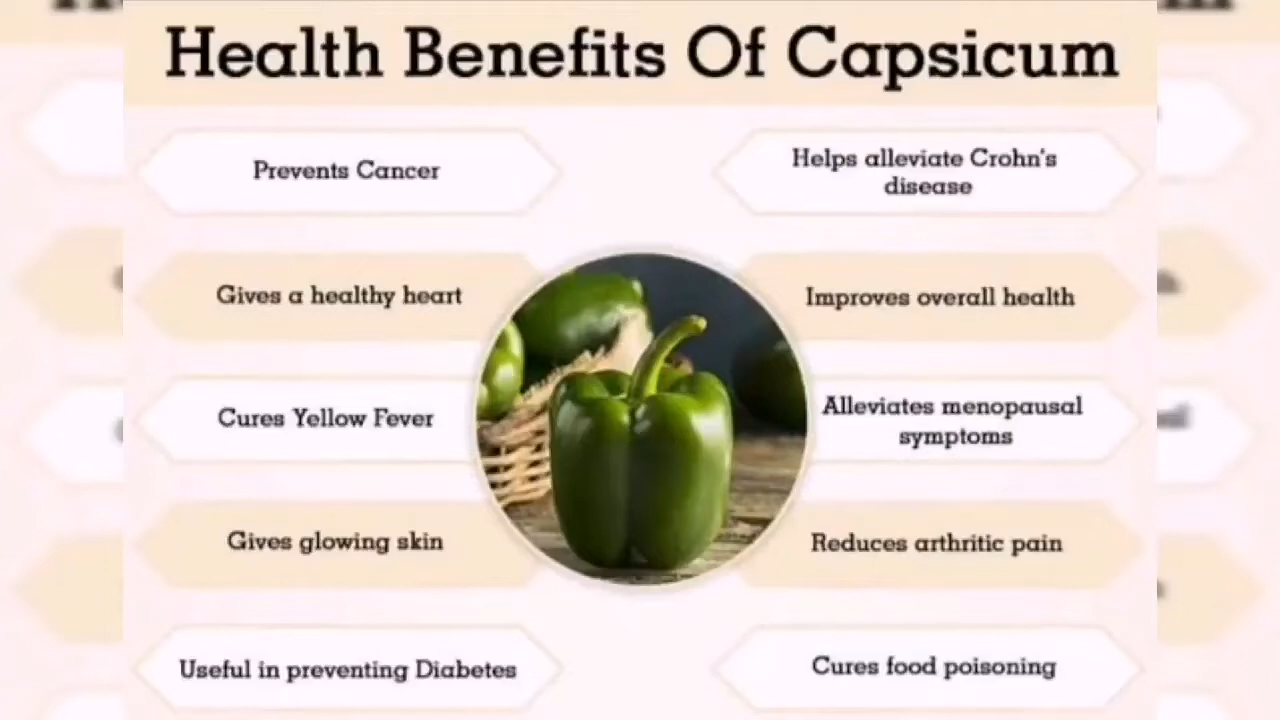 Health Benefits Of Capsicum
Prevents Cancer
Helps alleviate Crohn's
disease
Gives a healthy heart
Improves overall health
Cures Yellow Fever
Alleviates menopausal
symptoms
Gives glowing skin
Reduces arthritic pain
Useful in preventing Diabetes
Cures food poisoning